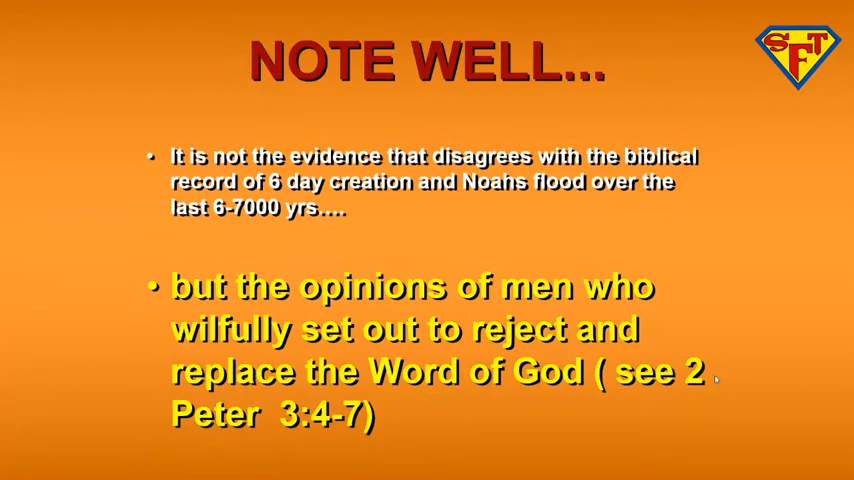 NOTE WELL...
SFT
• It is not the evidence that disagrees with the biblical
record of 6 day creation and Noahs flood over the
last 6-7000 yrs....
• but the opinions of men who
wilfully set out to reject and
replace the Word of God ( see 2
Peter 3:4-7)